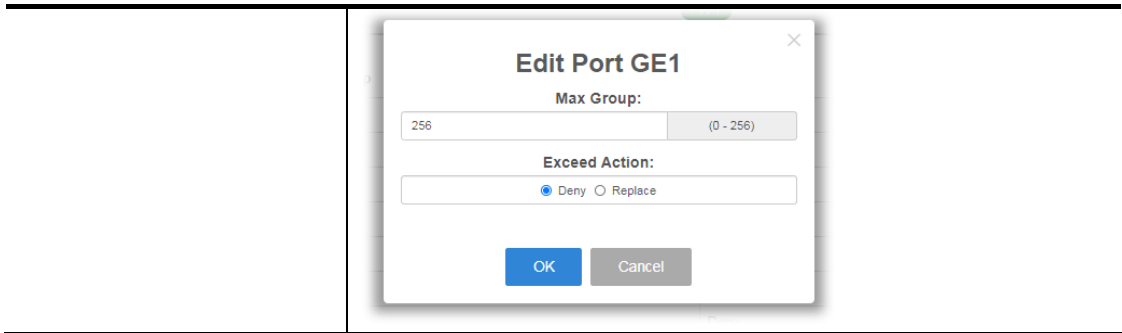 Edit Port GE1
Max Group:
256 (0 - 256)
Exceed Action:
Deny Replace
OK Cancel